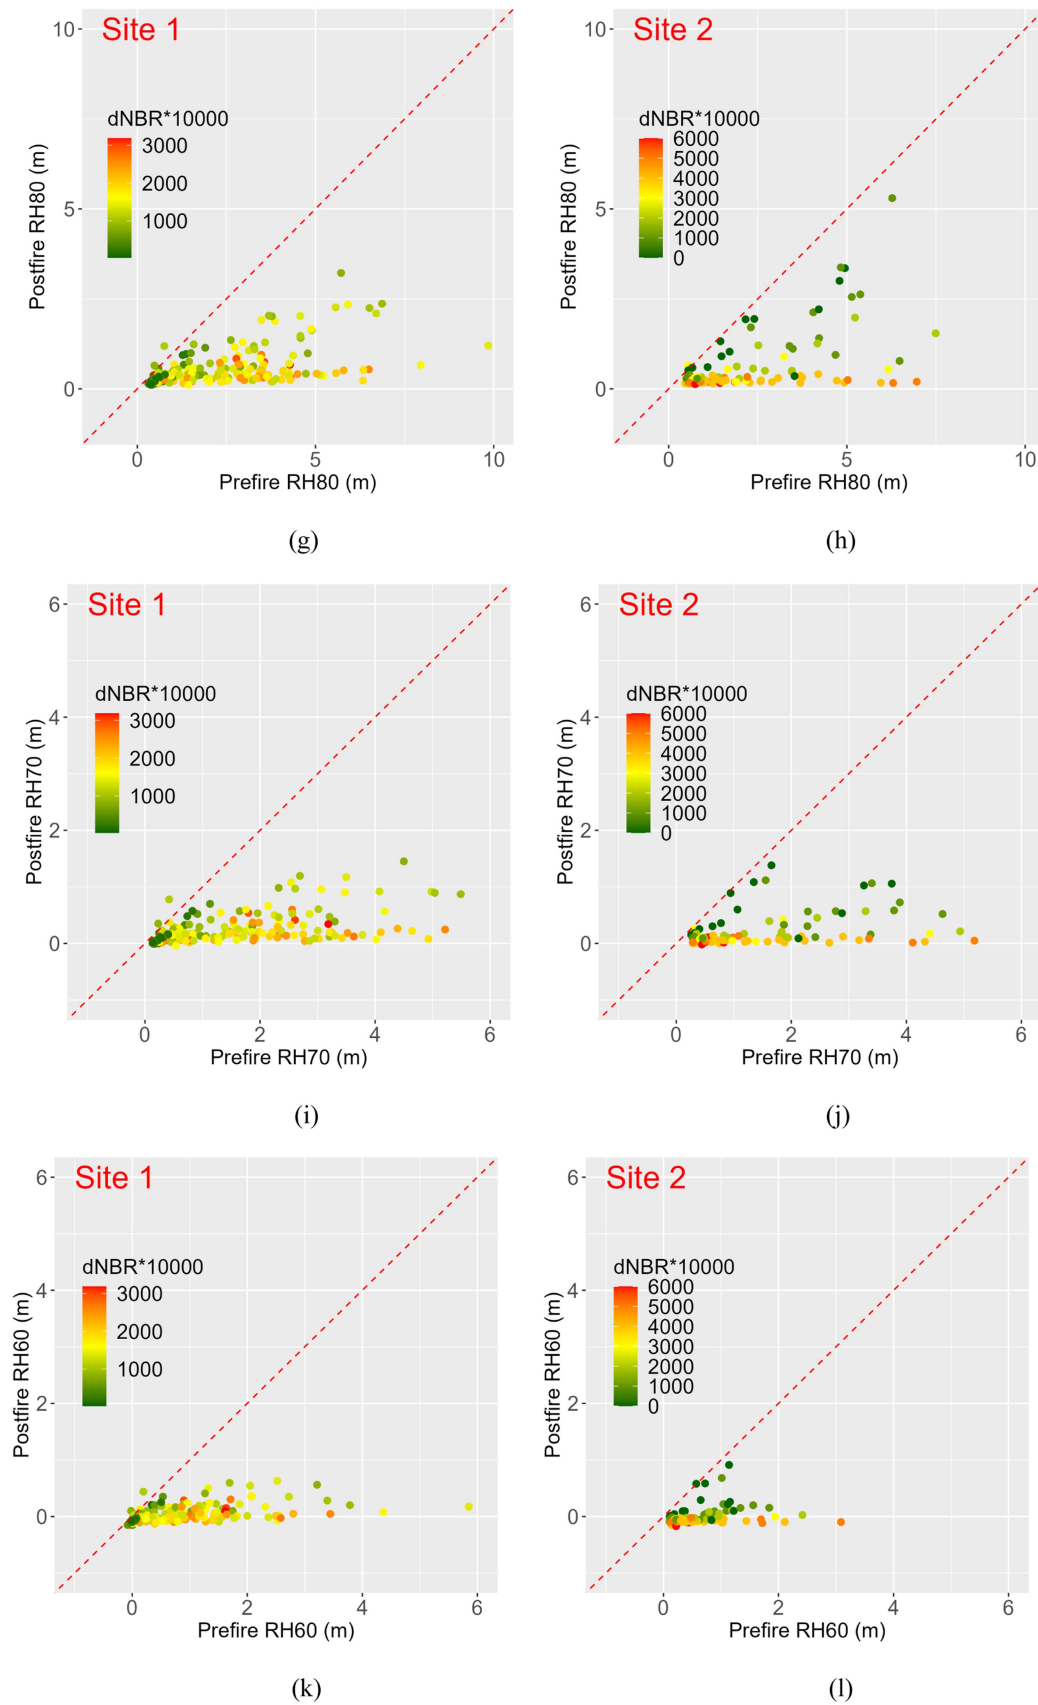 Site 1
dNBR*10000
3000
2000
1000
10
5
0
Postfire RH80 (m)
0 5 10
Prefire RH80 (m)
(g)
Site 2
dNBR*10000
6000
5000
4000
3000
2000
1000
0
10
5
0
Postfire RH80 (m)
0 5 10
Prefire RH80 (m)
(h)
Site 1
dNBR*10000
3000
2000
1000
6
4
2
0
Postfire RH70 (m)
0 2 4 6
Prefire RH70 (m)
(i)
Site 2
dNBR*10000
6000
5000
4000
3000
2000
1000
0
6
4
2
0
Postfire RH70 (m)
0 2 4 6
Prefire RH70 (m)
(j)
Site 1
dNBR*10000
3000
2000
1000
6
4
2
0
Postfire RH60 (m)
0 2 4 6
Prefire RH60 (m)
(k)
Site 2
dNBR*10000
6000
5000
4000
3000
2000
1000
0
6
4
2
0
Postfire RH60 (m)
0 2 4 6
Prefire RH60 (m)
(l)